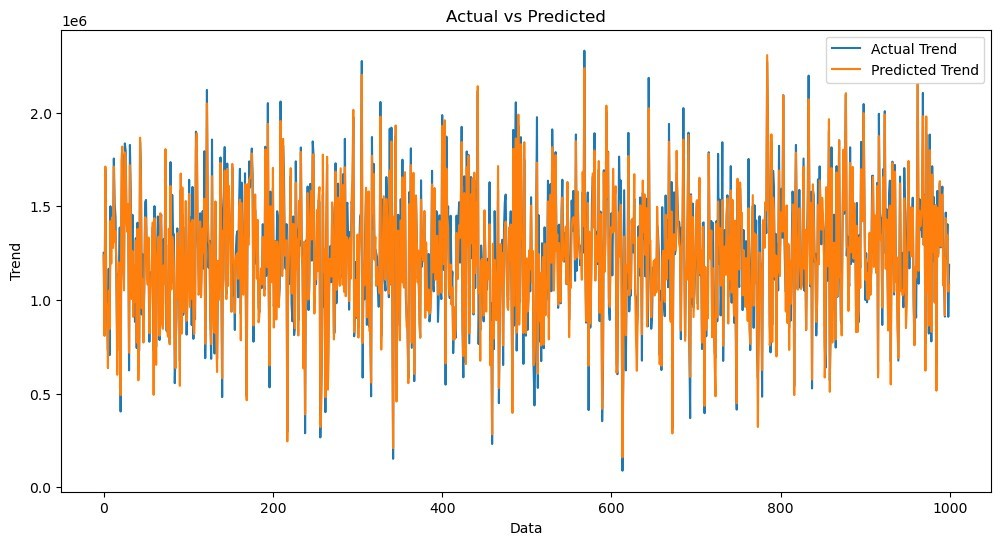 Actual vs Predicted
1e6
Actual Trend
Predicted Trend
2.0
1.5
1.0
0.5
0.0
Trend
0
200
400
600
800
1000
Data